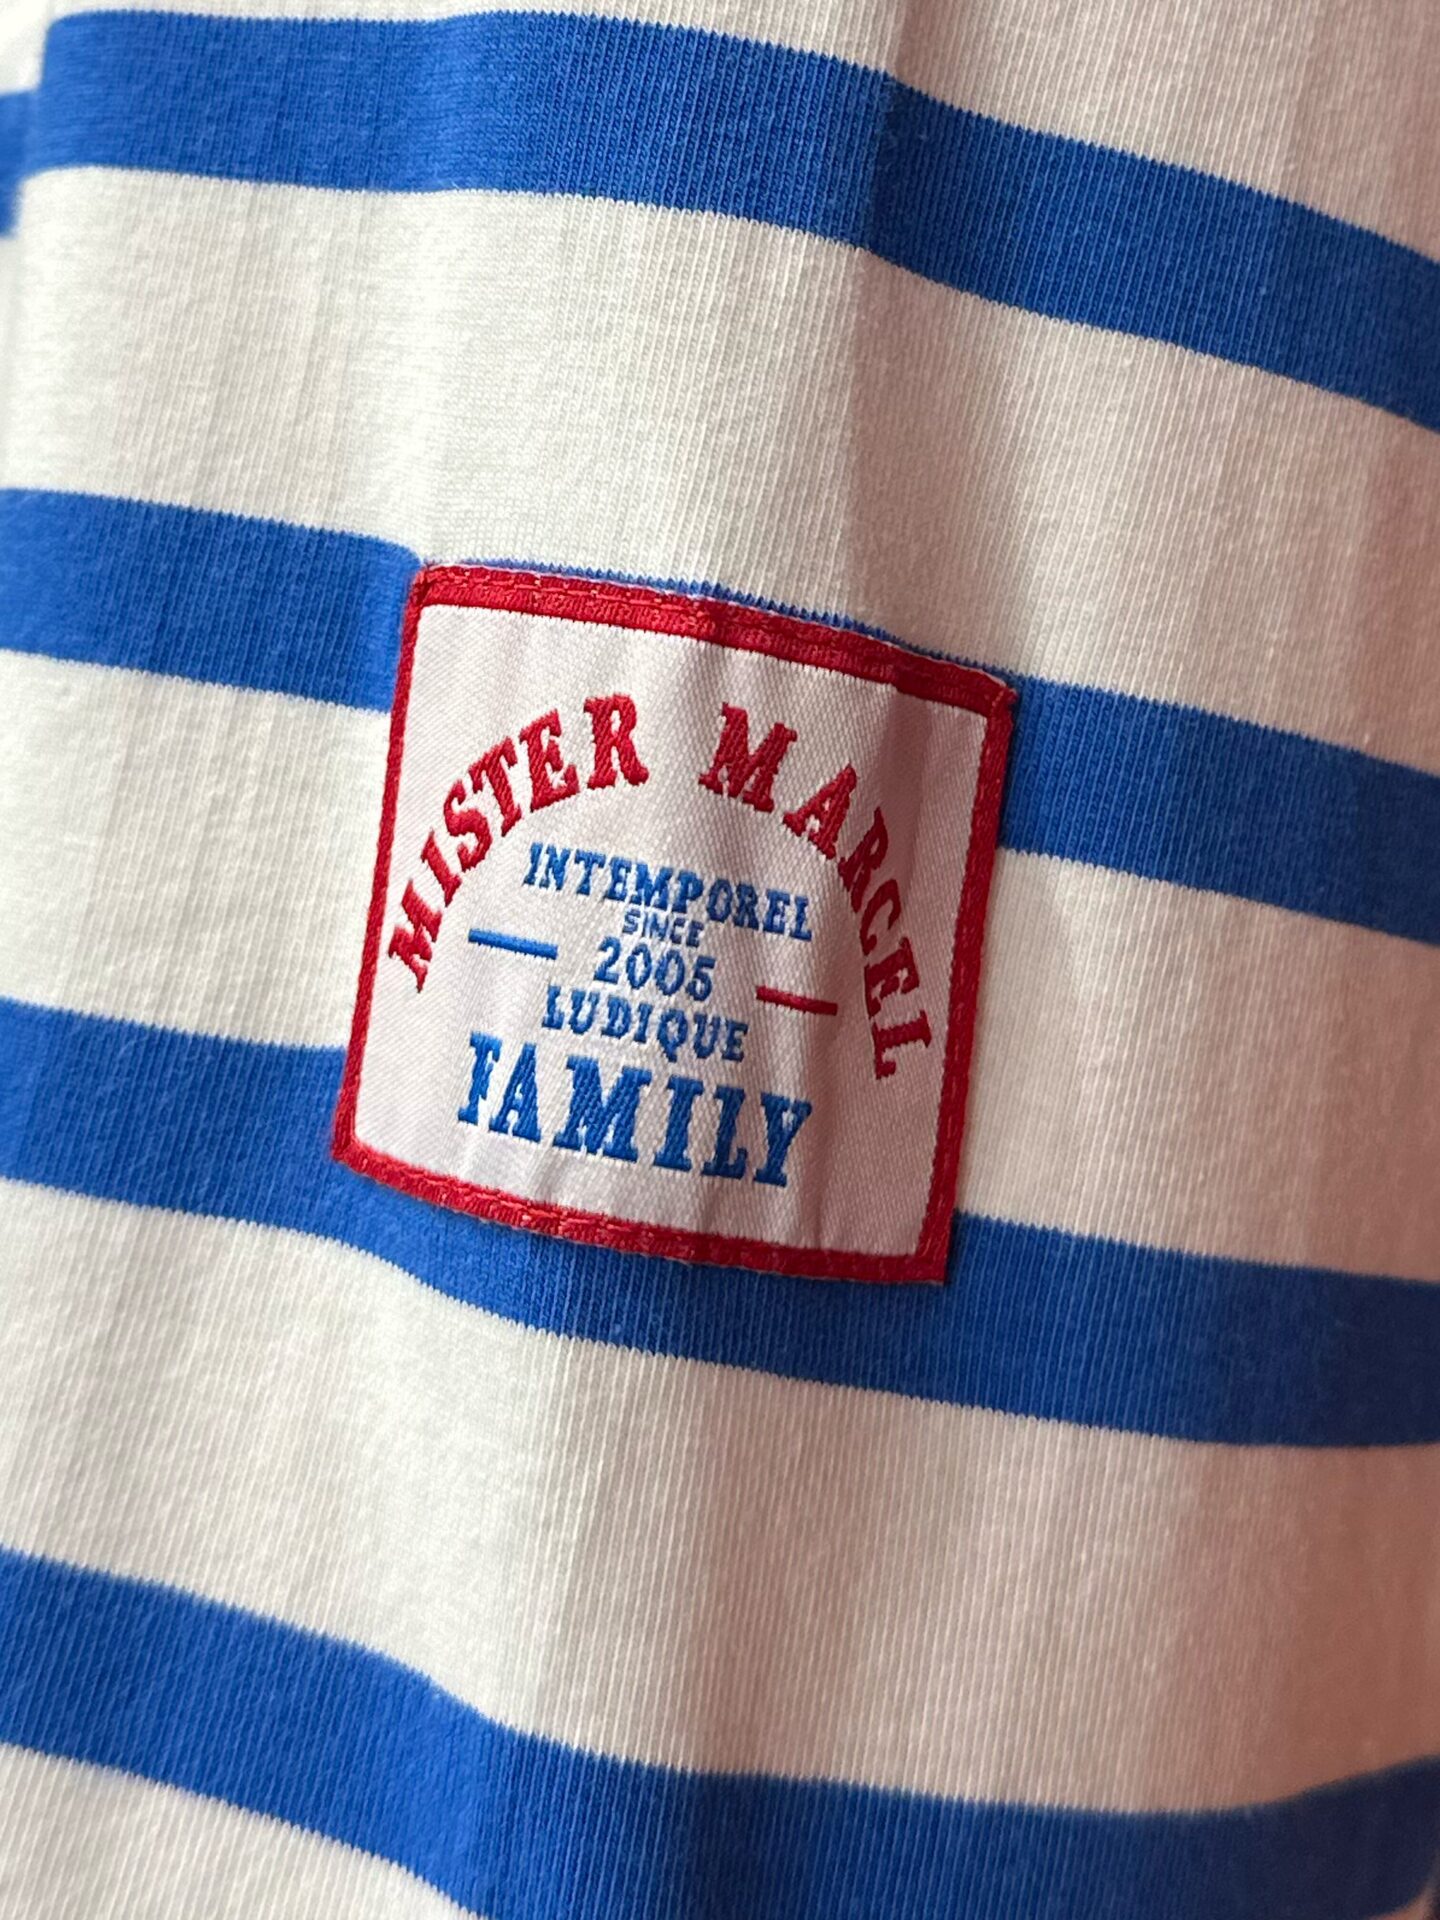 MISTER MARCEL
INTEMPOREL
SINCE
2005
LUDIQUE
FAMILY